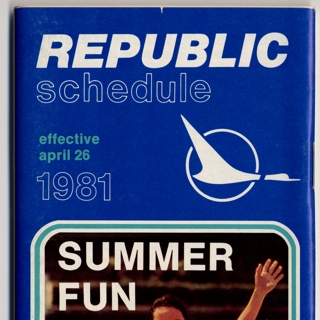 REPUBLIC
schedule
effective
april 26
1981
SUMMER
FUN